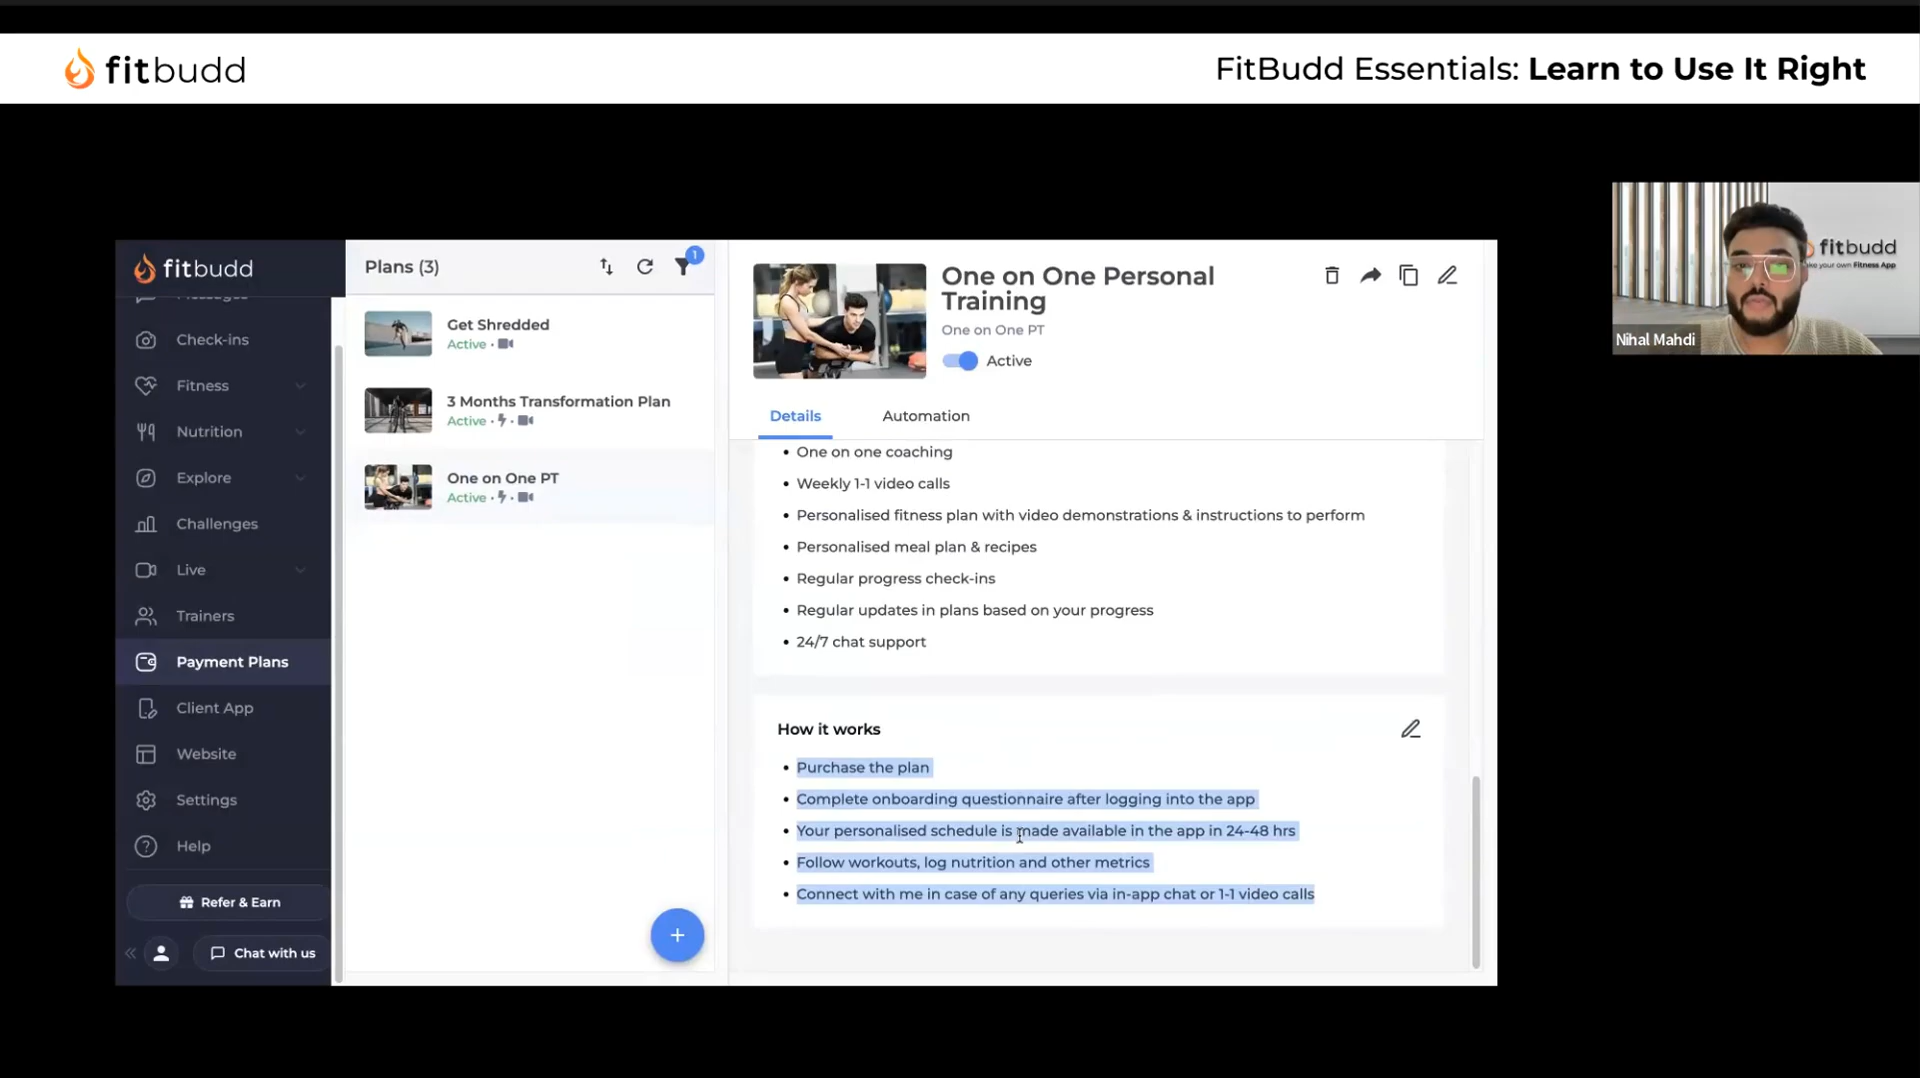 fitbudd
FitBudd Essentials: Learn to Use It Right
fitbudd
Messages
Check-ins
Fitness
Nutrition
Explore
Challenges
Live
Trainers
Payment Plans
Client App
Website
Settings
Help
Refer & Earn
Chat with us
Plans (3)
1
Get Shredded
Active
3 Months Transformation Plan
Active
One on One PT
Active
+
One on One Personal
Training
One on One PT
Active
Details
Automation
• One on one coaching
• Weekly 1-1 video calls
• Personalised fitness plan with video demonstrations & instructions to perform
• Personalised meal plan & recipes
• Regular progress check-ins
• Regular updates in plans based on your progress
• 24/7 chat support
How it works
• Purchase the plan
• Complete onboarding questionnaire after logging into the app
• Your personalised schedule is made available in the app in 24-48 hrs
• Follow workouts, log nutrition and other metrics
• Connect with me in case of any queries via in-app chat or 1-1 video calls
fitbudd
your own Fitness App
Nihal Mahdi